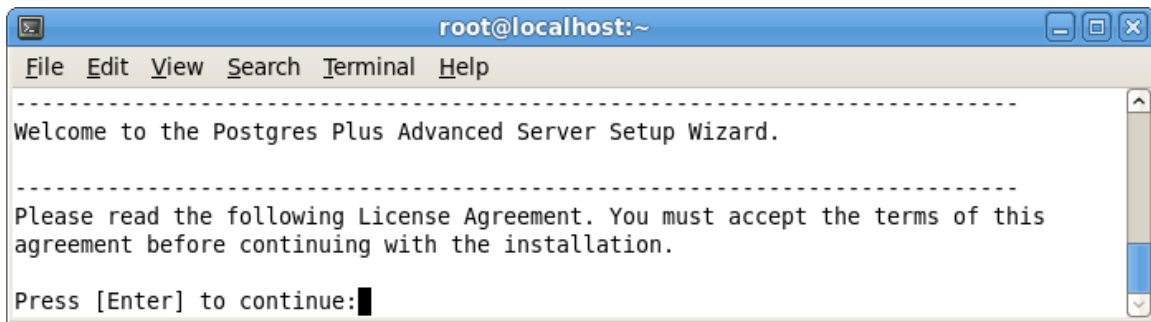 root@localhost:~
File Edit View Search Terminal Help
--------------------------------------------------------------------------------
Welcome to the Postgres Plus Advanced Server Setup Wizard.
--------------------------------------------------------------------------------
Please read the following License Agreement. You must accept the terms of this
agreement before continuing with the installation.
Press [Enter] to continue: